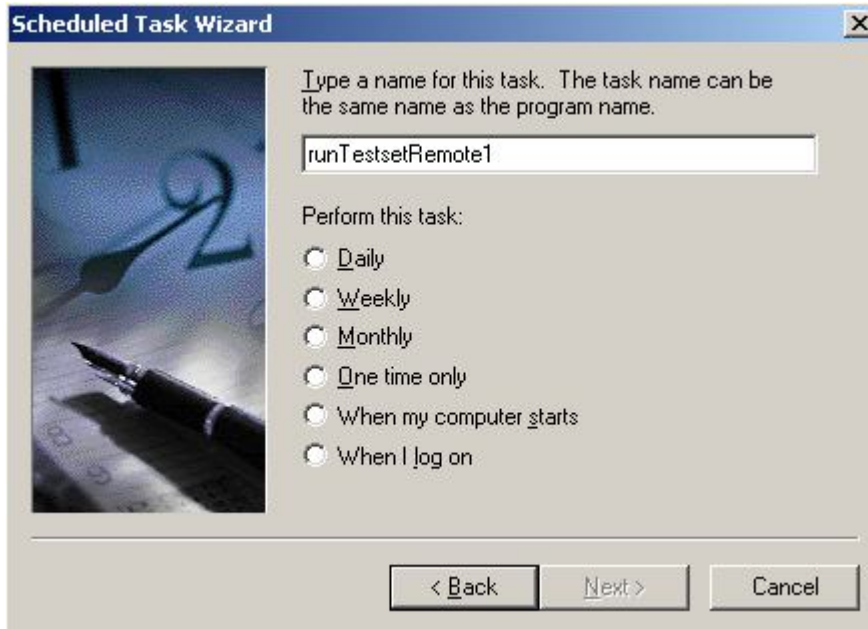 Scheduled Task Wizard
Type a name for this task. The task name can be
the same name as the program name.
runTestsetRemote1
Perform this task:
Daily
Weekly
Monthly
One time only
When my computer starts
When I log on
< Back
Next >
Cancel